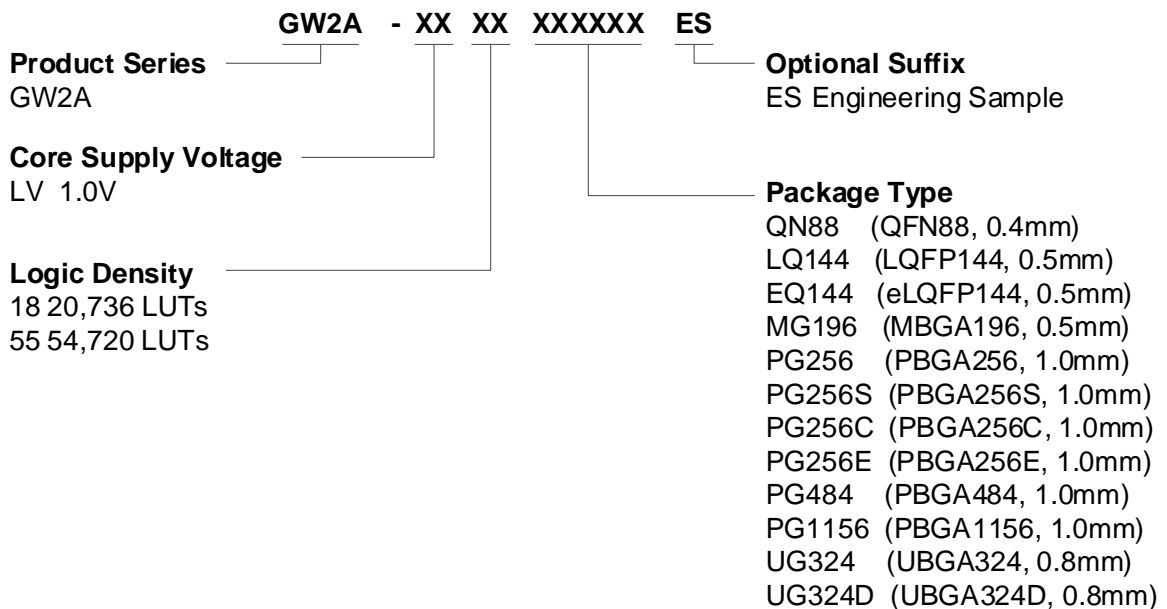 GW2A - XX XX XXXXXX ES
Product Series
GW2A
Core Supply Voltage
LV 1.0V
Logic Density
18 20,736 LUTs
55 54,720 LUTs
Optional Suffix
ES Engineering Sample
Package Type
QN88 (QFN88, 0.4mm)
LQ144 (LQFP144, 0.5mm)
EQ144 (eLQFP144, 0.5mm)
MG196 (MBGA196, 0.5mm)
PG256 (PBGA256, 1.0mm)
PG256S (PBGA256S, 1.0mm)
PG256C (PBGA256C, 1.0mm)
PG256E (PBGA256E, 1.0mm)
PG484 (PBGA484, 1.0mm)
PG1156 (PBGA1156, 1.0mm)
UG324 (UBGA324, 0.8mm)
UG324D (UBGA324D, 0.8mm)